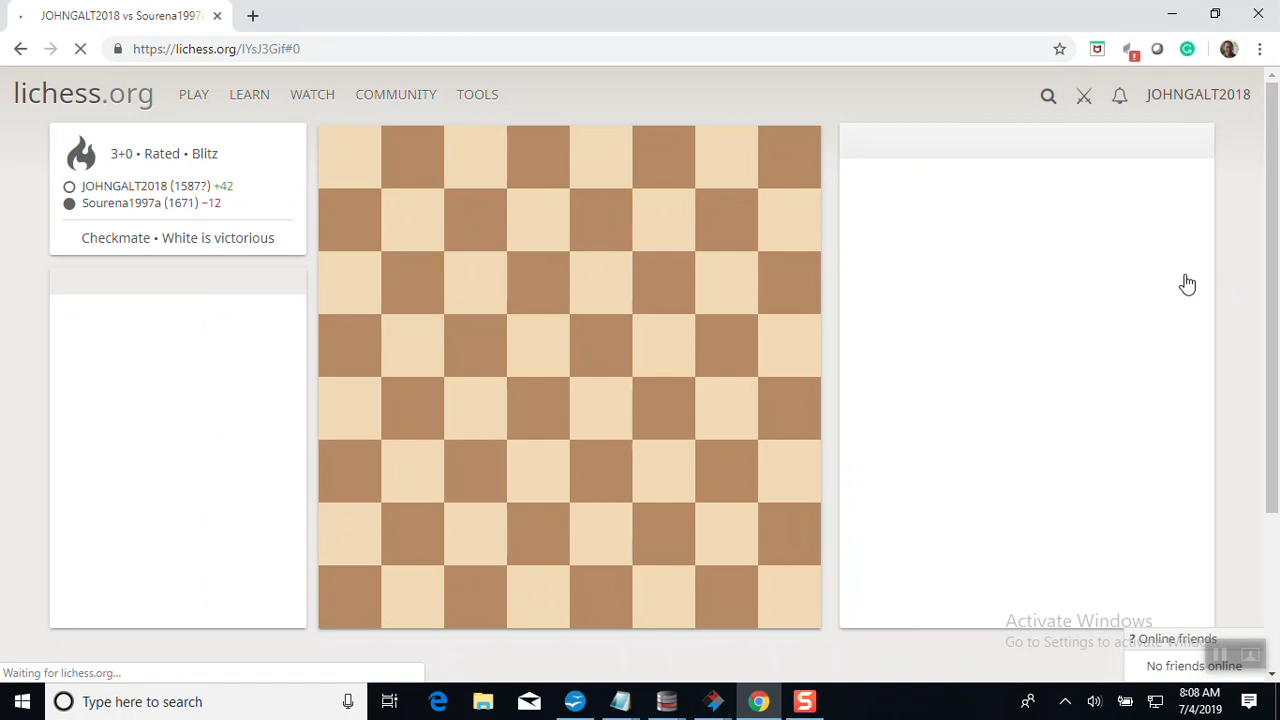 JOHNGALT2018 vs Sourena1997a
https://lichess.org/IYsJ3Gif#0
lichess.org
PLAY
LEARN
WATCH
COMMUNITY
TOOLS
JOHNGALT2018
3+0 • Rated • Blitz
JOHNGALT2018 (1587?) +42
Sourena1997a (1671) −12
Checkmate • White is victorious
Activate Windows
Go to Settings to activate Windows.
? Online friends
No friends online
Waiting for lichess.org...
Type here to search
8:08 AM
7/4/2019